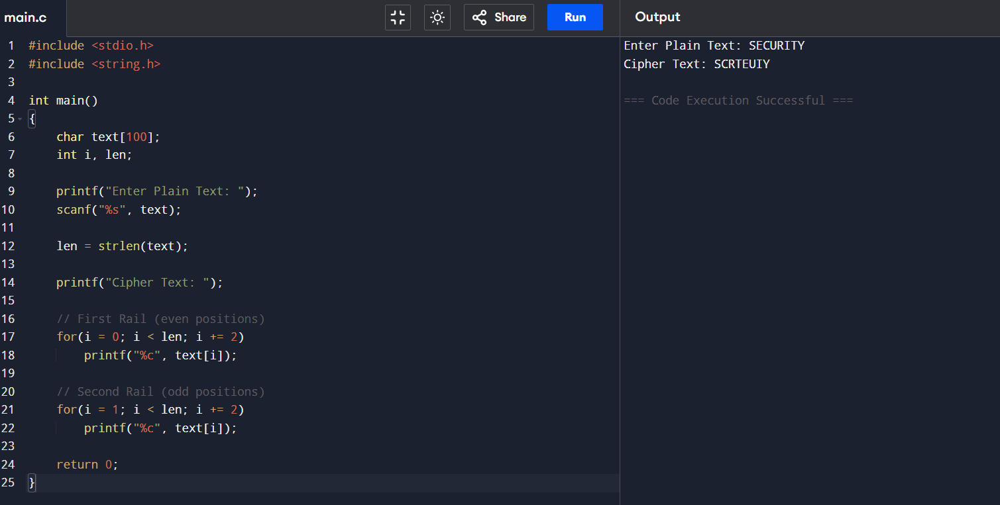 main.c
Share
Run
Output
1 #include <stdio.h>
2 #include <string.h>
3
4 int main()
5 {
6     char text[100];
7     int i, len;
8
9     printf("Enter Plain Text: ");
10     scanf("%s", text);
11
12     len = strlen(text);
13
14     printf("Cipher Text: ");
15
16     // First Rail (even positions)
17     for(i = 0; i < len; i += 2)
18         printf("%c", text[i]);
19
20     // Second Rail (odd positions)
21     for(i = 1; i < len; i += 2)
22         printf("%c", text[i]);
23
24     return 0;
25 }
Enter Plain Text: SECURITY
Cipher Text: SCRTEUIY
=== Code Execution Successful ===